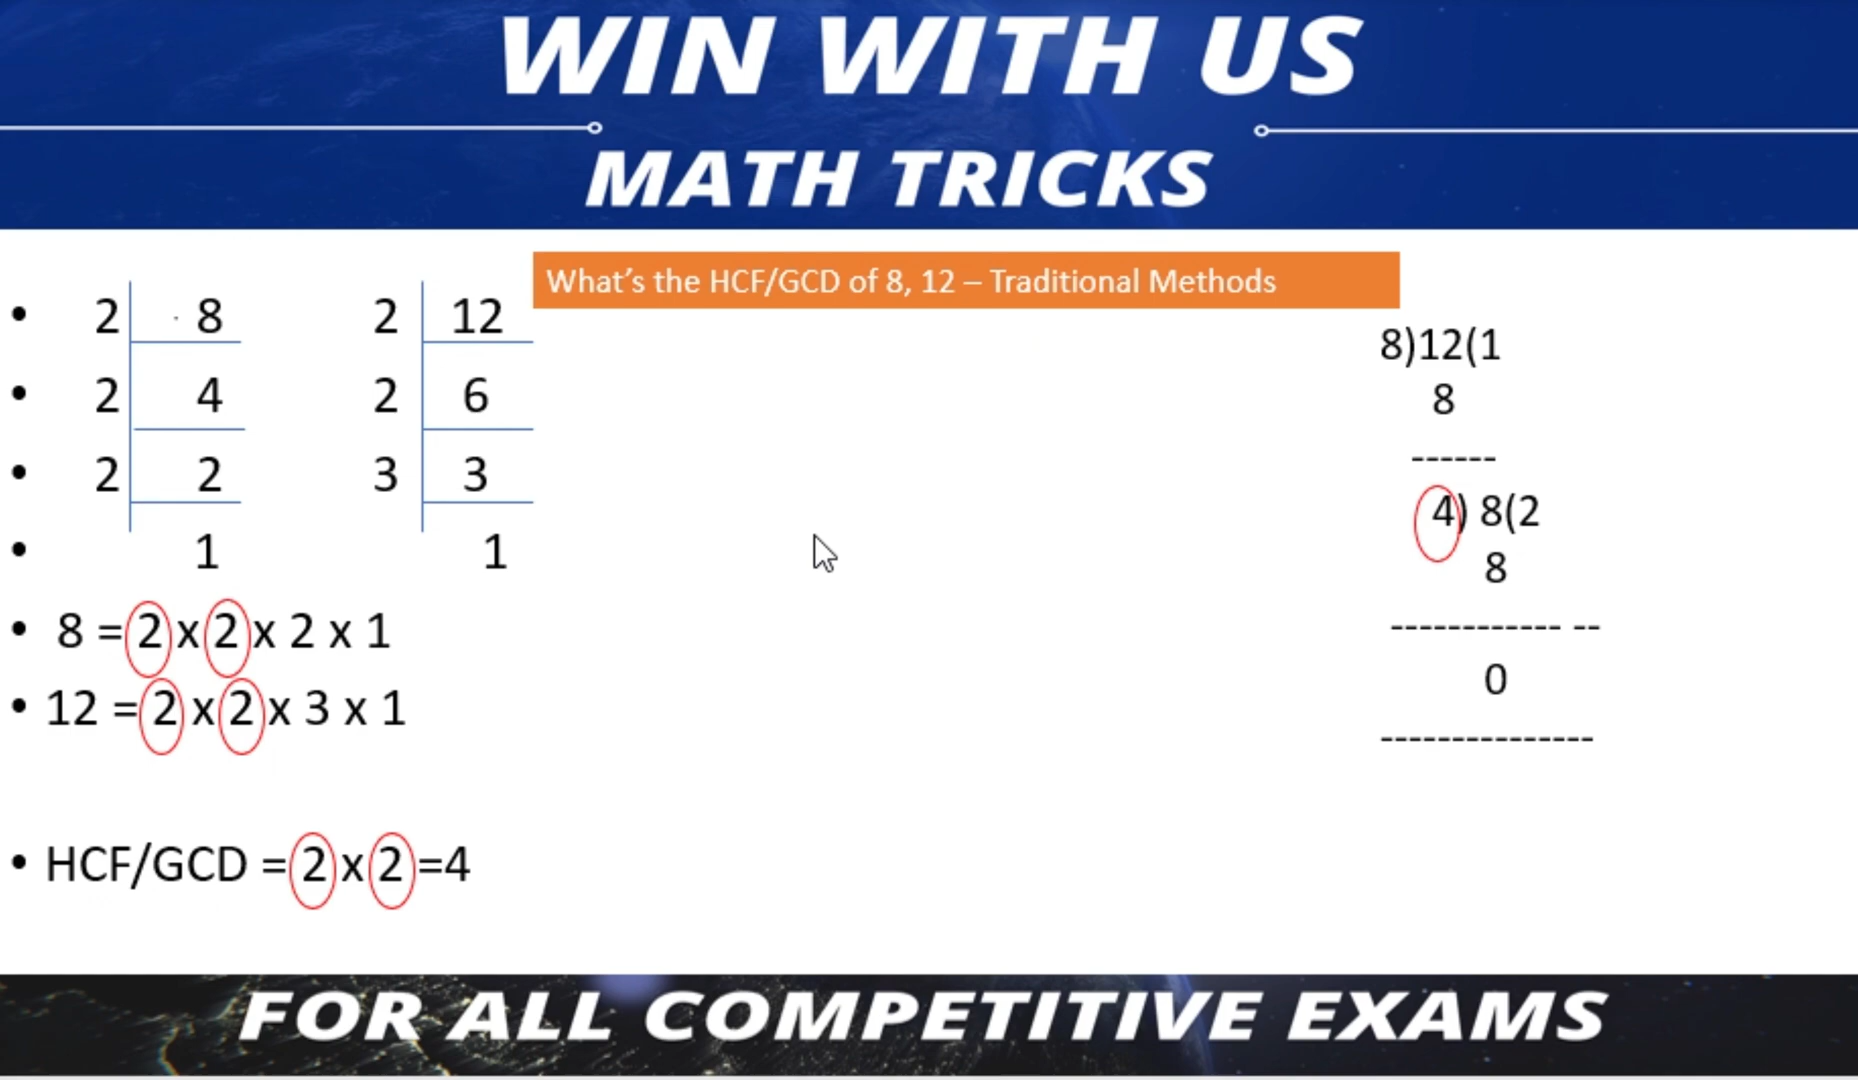 WIN WITH US
MATH TRICKS
What's the HCF/GCD of 8, 12 – Traditional Methods
• 2 8 2 12
• 2 4 2 6
• 2 2 3 3
• 1 1
• 8 = 2 x 2 x 2 x 1
• 12 = 2 x 2 x 3 x 1
• HCF/GCD = 2 x 2 =4
8)12(1
8
------
4) 8(2
8
------------ --
0
---------------
FOR ALL COMPETITIVE EXAMS